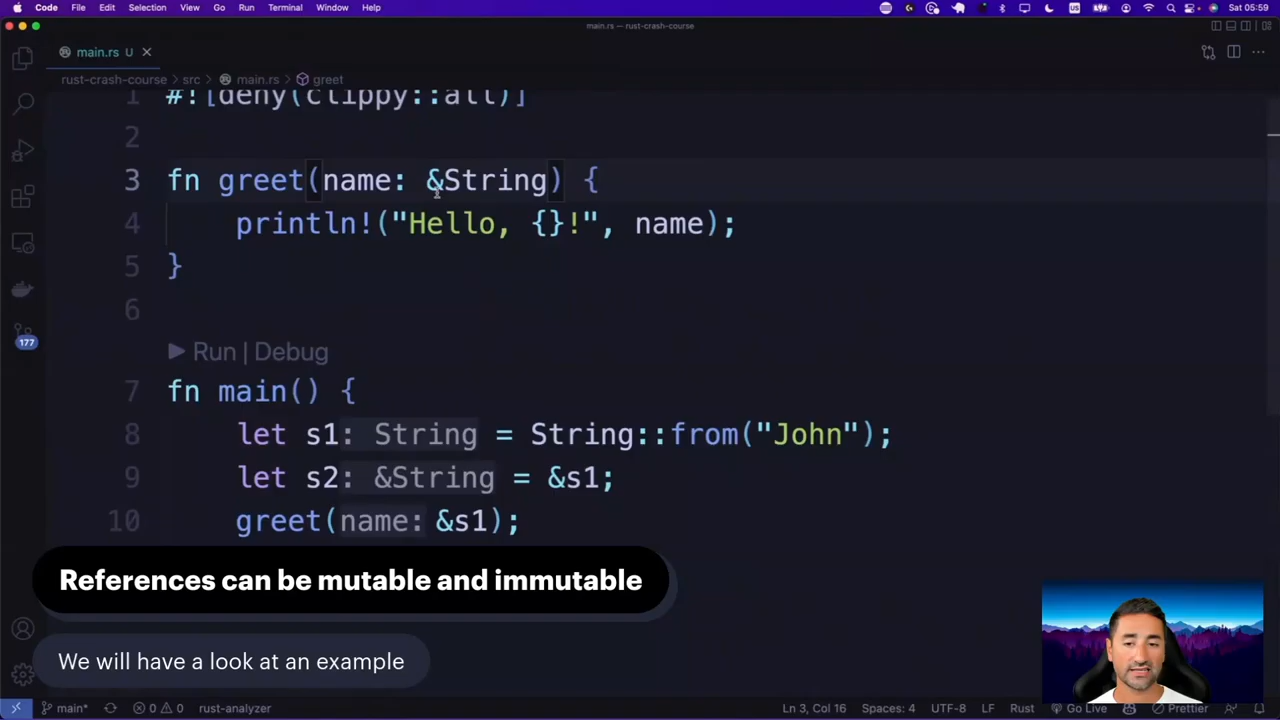 Code File Edit Selection View Go Run Terminal Window Help Sat 05:59
main.rs — rust-crash-course
main.rs U
rust-crash-course > src > main.rs > greet
1 #![deny(clippy::all)]
2
3 fn greet(name: &String) {
4 println!("Hello, {}!", name);
5 }
6
Run | Debug
7 fn main() {
8 let s1: String = String::from("John");
9 let s2: &String = &s1;
10 greet(name: &s1);
177
References can be mutable and immutable
We will have a look at an example
main* 0 0 rust-analyzer Ln 3, Col 16 Spaces: 4 UTF-8 LF Rust Go Live Prettier